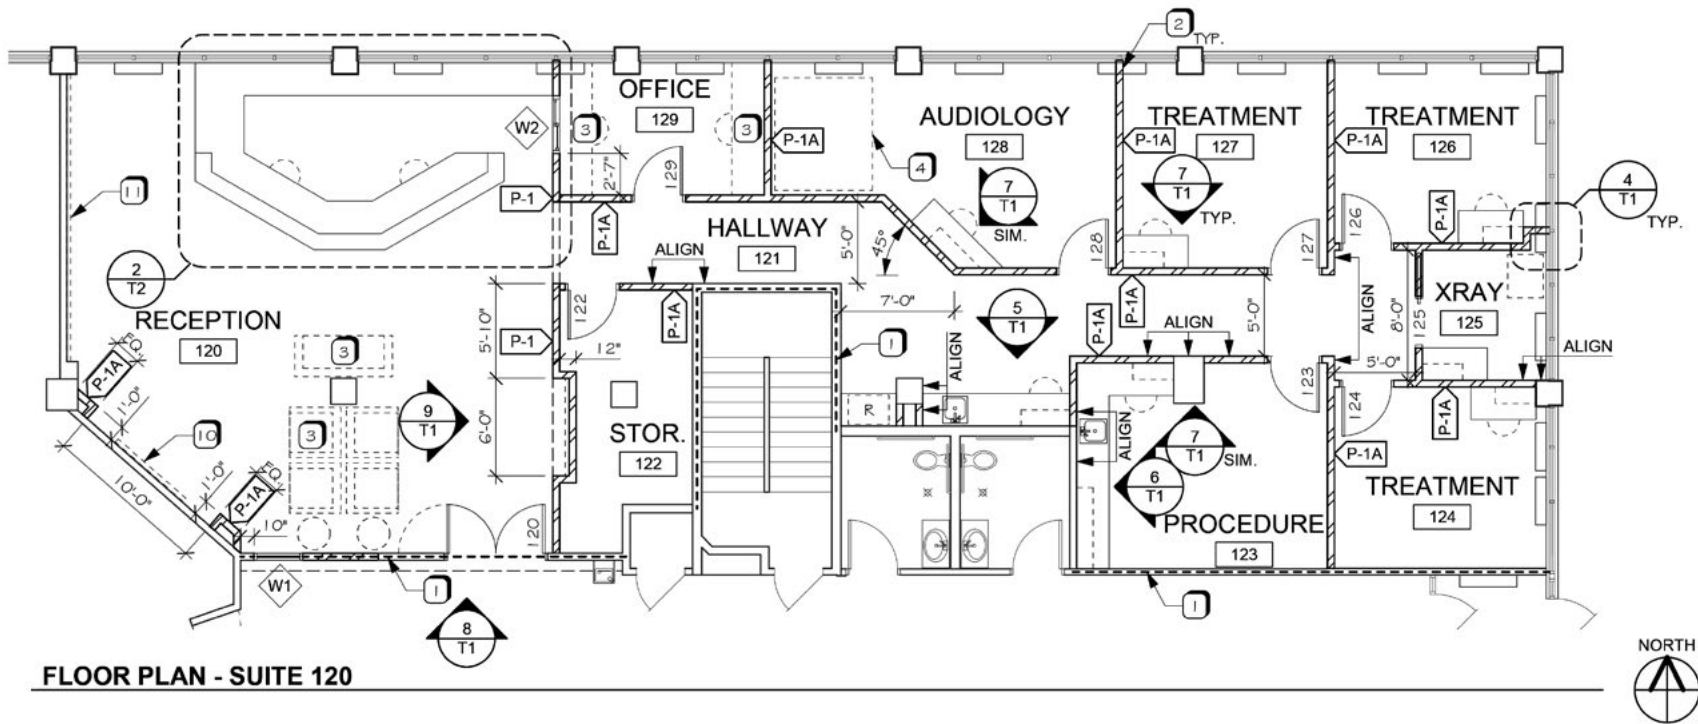 2
TYP.
OFFICE
129
3
3
W2
P-1A
AUDIOLOGY
128
TREATMENT
127
P-1A
TREATMENT
126
P-1A
4
7
T1
SIM.
7
T1
TYP.
4
T1
TYP.
11
2'-7"
129
P-1
P-1A
HALLWAY
121
5'-0"
45°
128
127
126
P-1A
2
T2
ALIGN
RECEPTION
120
5'-10"
122
P-1
P-1A
12"
7'-0"
5
T1
P-1A
P-1A
ALIGN
5'-0"
ALIGN
8'-0"
125
XRAY
125
ALIGN
5'-0"
1
ALIGN
3
EQ.
P-1A
1'-0"
10
10'-0"
3
9
T1
6'-0"
STOR.
122
R
ALIGN
7
T1
SIM.
6
T1
123
124
P-1A
P-1A
TREATMENT
124
PROCEDURE
123
EQ.
P-1A
1'-0"
10"
120
W1
1
8
T1
1
FLOOR PLAN - SUITE 120
NORTH